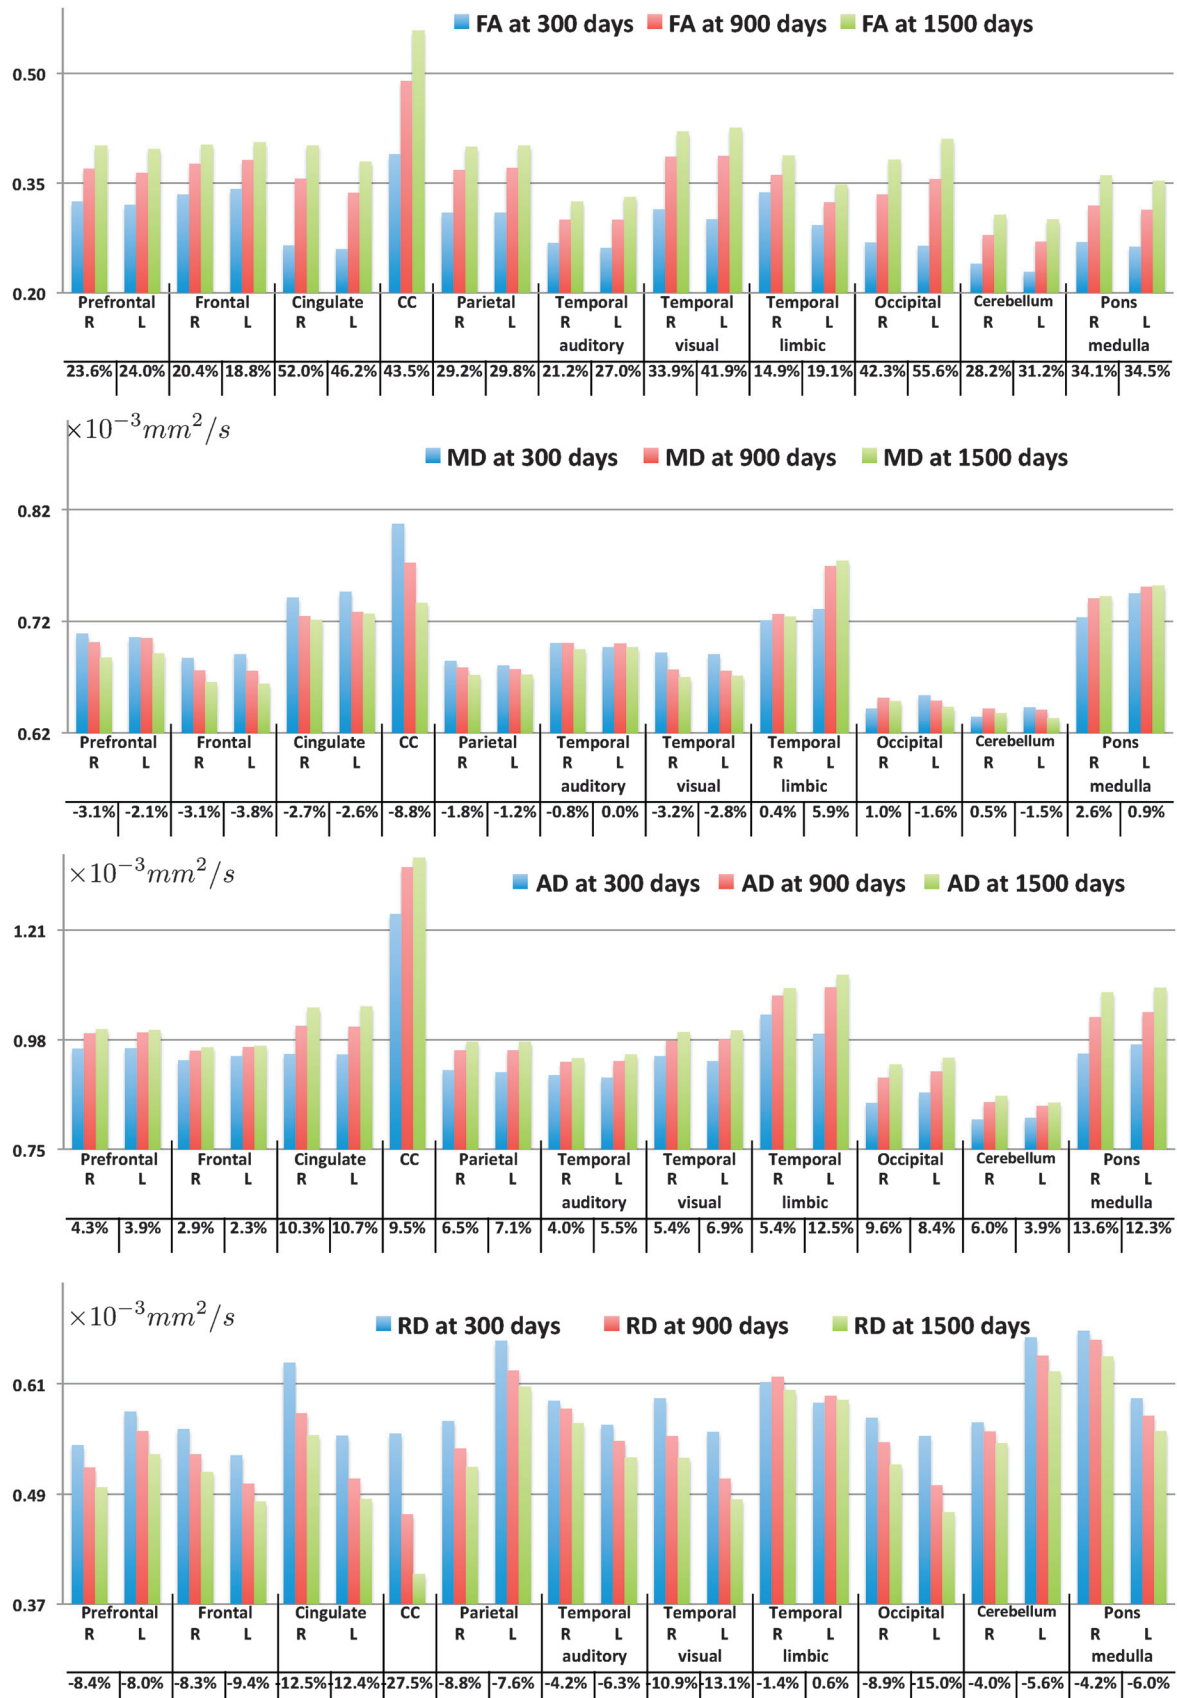 FA at 300 days FA at 900 days FA at 1500 days
0.50
0.35
0.20
Prefrontal Frontal Cingulate CC Parietal Temporal Temporal Temporal Occipital Cerebellum Pons
R L R L R L R L R L R L R L R L R L R L
auditory visual limbic medulla
23.6% 24.0% 20.4% 18.8% 52.0% 46.2% 43.5% 29.2% 29.8% 21.2% 27.0% 33.9% 41.9% 14.9% 19.1% 42.3% 55.6% 28.2% 31.2% 34.1% 34.5%
×10⁻³mm²/s
MD at 300 days MD at 900 days MD at 1500 days
0.82
0.72
0.62
Prefrontal Frontal Cingulate CC Parietal Temporal Temporal Temporal Occipital Cerebellum Pons
R L R L R L R L R L R L R L R L R L R L
auditory visual limbic medulla
-3.1% -2.1% -3.1% -3.8% -2.7% -2.6% -8.8% -1.8% -1.2% -0.8% 0.0% -3.2% -2.8% 0.4% 5.9% 1.0% -1.6% 0.5% -1.5% 2.6% 0.9%
×10⁻³mm²/s
AD at 300 days AD at 900 days AD at 1500 days
1.21
0.98
0.75
Prefrontal Frontal Cingulate CC Parietal Temporal Temporal Temporal Occipital Cerebellum Pons
R L R L R L R L R L R L R L R L R L R L
auditory visual limbic medulla
4.3% 3.9% 2.9% 2.3% 10.3% 10.7% 9.5% 6.5% 7.1% 4.0% 5.5% 5.4% 6.9% 5.4% 12.5% 9.6% 8.4% 6.0% 3.9% 13.6% 12.3%
×10⁻³mm²/s
RD at 300 days RD at 900 days RD at 1500 days
0.61
0.49
0.37
Prefrontal Frontal Cingulate CC Parietal Temporal Temporal Temporal Occipital Cerebellum Pons
R L R L R L R L R L R L R L R L R L R L
auditory visual limbic medulla
-8.4% -8.0% -8.3% -9.4% -12.5% -12.4% -27.5% -8.8% -7.6% -4.2% -6.3% -10.9% -13.1% -1.4% 0.6% -8.9% -15.0% -4.0% -5.6% -4.2% -6.0%